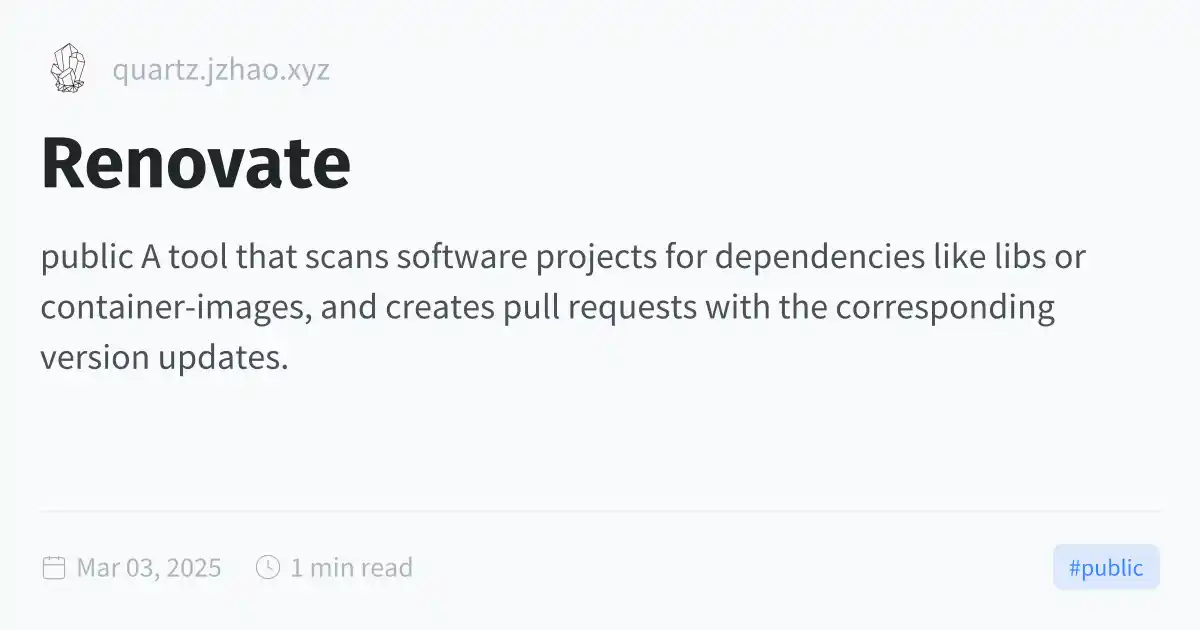 quartz.jzhao.xyz
Renovate
public A tool that scans software projects for dependencies like libs or
container-images, and creates pull requests with the corresponding
version updates.
Mar 03, 2025 1 min read #public